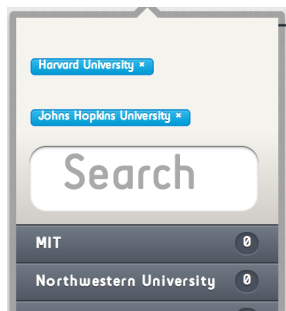 Harvard University ×
Johns Hopkins University ×
Search
MIT 0
Northwestern University 0